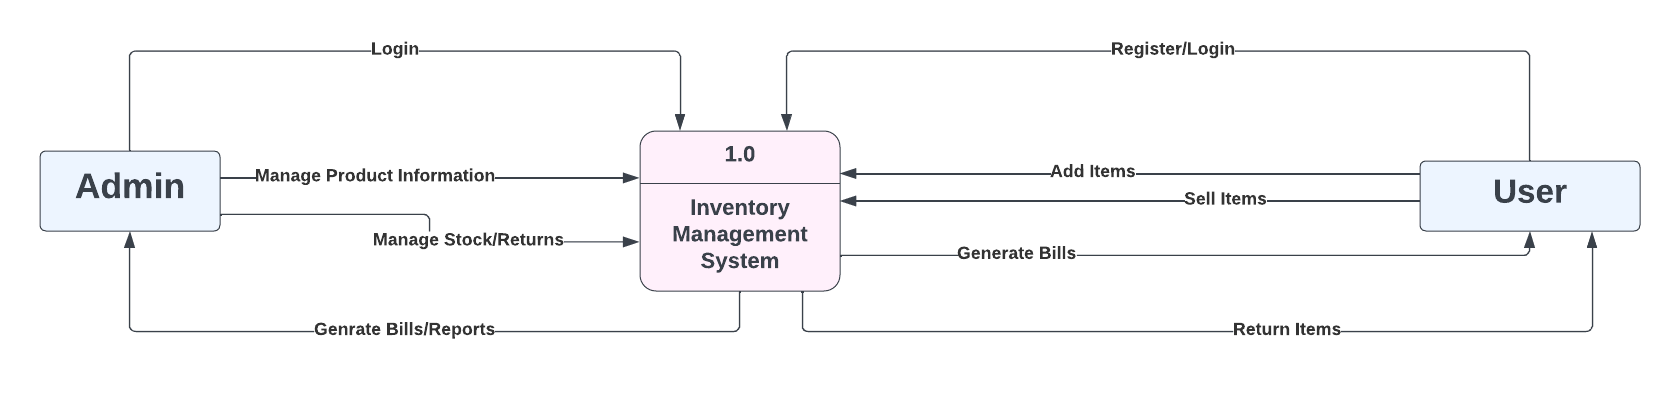 Login
Register/Login
1.0
Admin
Manage Product Information
Add Items
User
Sell Items
Inventory
Management
System
Manage Stock/Returns
Generate Bills
Genrate Bills/Reports
Return Items